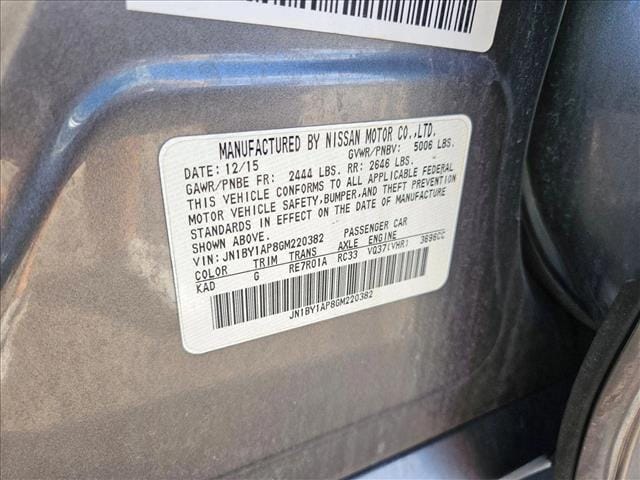 MANUFACTURED BY NISSAN MOTOR CO.,LTD.
DATE: 12/15 GVWR/PNBV: 5006 LBS.
GAWR/PNBE FR: 2444 LBS. RR: 2646 LBS.
THIS VEHICLE CONFORMS TO ALL APPLICABLE FEDERAL
MOTOR VEHICLE SAFETY,BUMPER,AND THEFT PREVENTION
STANDARDS IN EFFECT ON THE DATE OF MANUFACTURE
SHOWN ABOVE.
VIN: JN1BY1AP8GM220382 PASSENGER CAR
COLOR TRIM TRANS AXLE ENGINE
KAD G RE7R01A RC33 VQ37(VHR) 3696CC
JN1BY1AP8GM220382